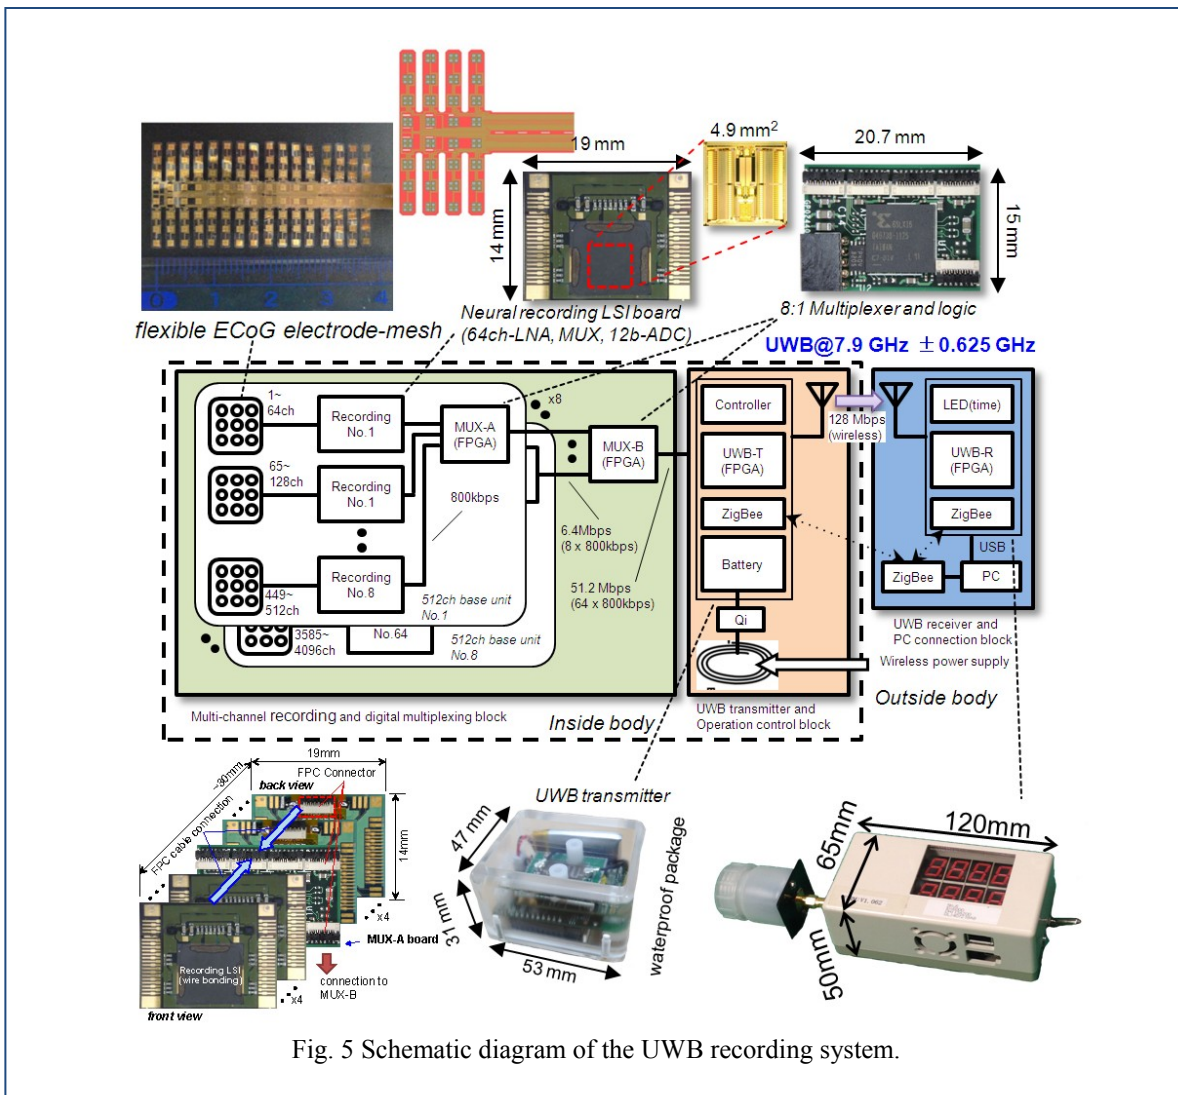 19 mm
4.9 mm2
20.7 mm
14 mm
15 mm
0 1 2 3 4
flexible ECoG electrode-mesh
Neural recording LSI board
(64ch-LNA, MUX, 12b-ADC)
8:1 Multiplexer and logic
UWB@7.9 GHz ± 0.625 GHz
1~
64ch
Recording
No.1
MUX-A
(FPGA)
x8
MUX-B
(FPGA)
65~
128ch
Recording
No.1
800kbps
6.4Mbps
(8 x 800kbps)
51.2 Mbps
(64 x 800kbps)
449~
512ch
Recording
No.8
512ch base unit
No.1
3585~
4096ch
No.64
512ch base unit
No.8
Multi-channel recording and digital multiplexing block
Inside body
Controller
UWB-T
(FPGA)
ZigBee
Battery
Qi
UWB transmitter and
Operation control block
128 Mbps
(wireless)
LED(time)
UWB-R
(FPGA)
ZigBee
USB
ZigBee
PC
UWB receiver and
PC connection block
Wireless power supply
Outside body
19mm
~30mm
FPC Connector
back view
FPC cable connection
14mm
x4
MUX-A board
Recording LSI
(wire bonding)
connection to
MUX-B
x4
front view
UWB transmitter
47 mm
31 mm
53 mm
waterproof package
65mm
120mm
50mm
Fig. 5 Schematic diagram of the UWB recording system.